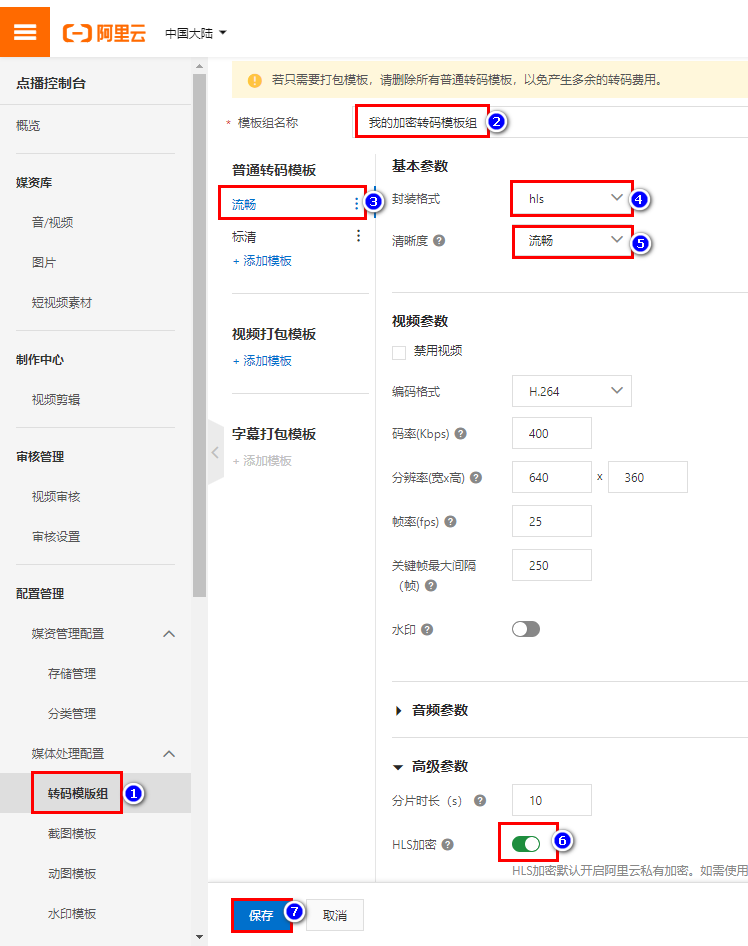 阿里云
中国大陆
点播控制台
概览
媒资库
音/视频
图片
短视频素材
制作中心
视频剪辑
审核管理
视频审核
审核设置
配置管理
媒资管理配置
存储管理
分类管理
媒体处理配置
转码模版组
1
截图模板
动图模板
水印模板
若只需要打包模板，请删除所有普通转码模板，以免产生多余的转码费用。
* 模板组名称
我的加密转码模板组
2
普通转码模板
流畅
3
标清
+ 添加模板
视频打包模板
+ 添加模板
字幕打包模板
+ 添加模板
基本参数
封装格式
hls
4
清晰度
流畅
5
视频参数
禁用视频
编码格式
H.264
码率(Kbps)
400
分辨率(宽x高)
640 x 360
帧率(fps)
25
关键帧最大间隔
（帧)
250
水印
音频参数
高级参数
分片时长（s）
10
HLS加密
6
HLS加密默认开启阿里云私有加密。如需使用
保存
7
取消